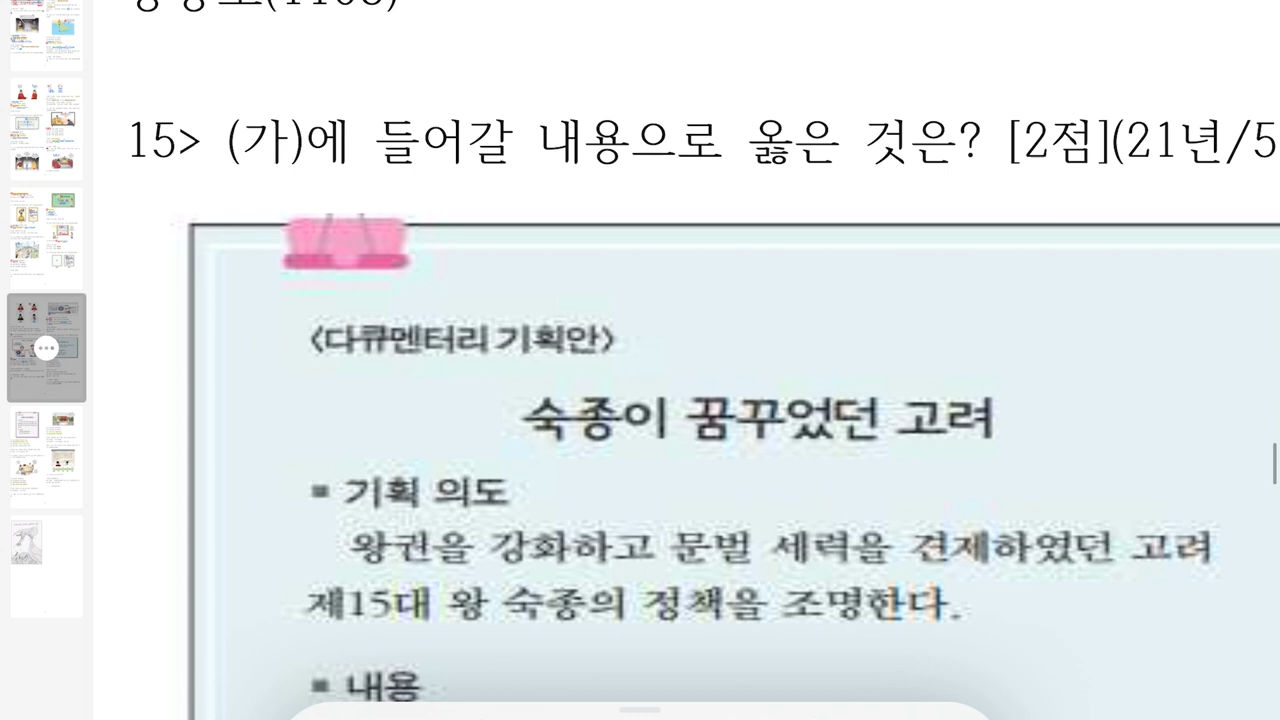 15> (가)에 들어갈 내용으로 옳은 것은? [2점](21년/5
<다큐멘터리 기획안>
숙종이 꿈꾸었던 고려
■ 기획 의도
왕권을 강화하고 문벌 세력을 견제하였던 고려
제15대 왕 숙종의 정책을 조명한다.
■ 내용